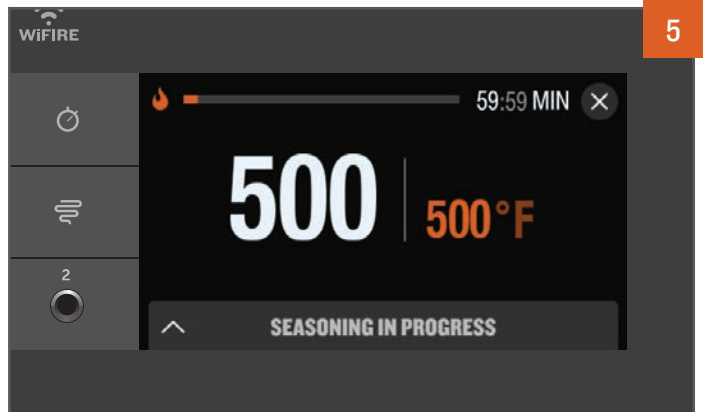 WiFIRE
5
59:59 MIN
500
500°F
2
SEASONING IN PROGRESS